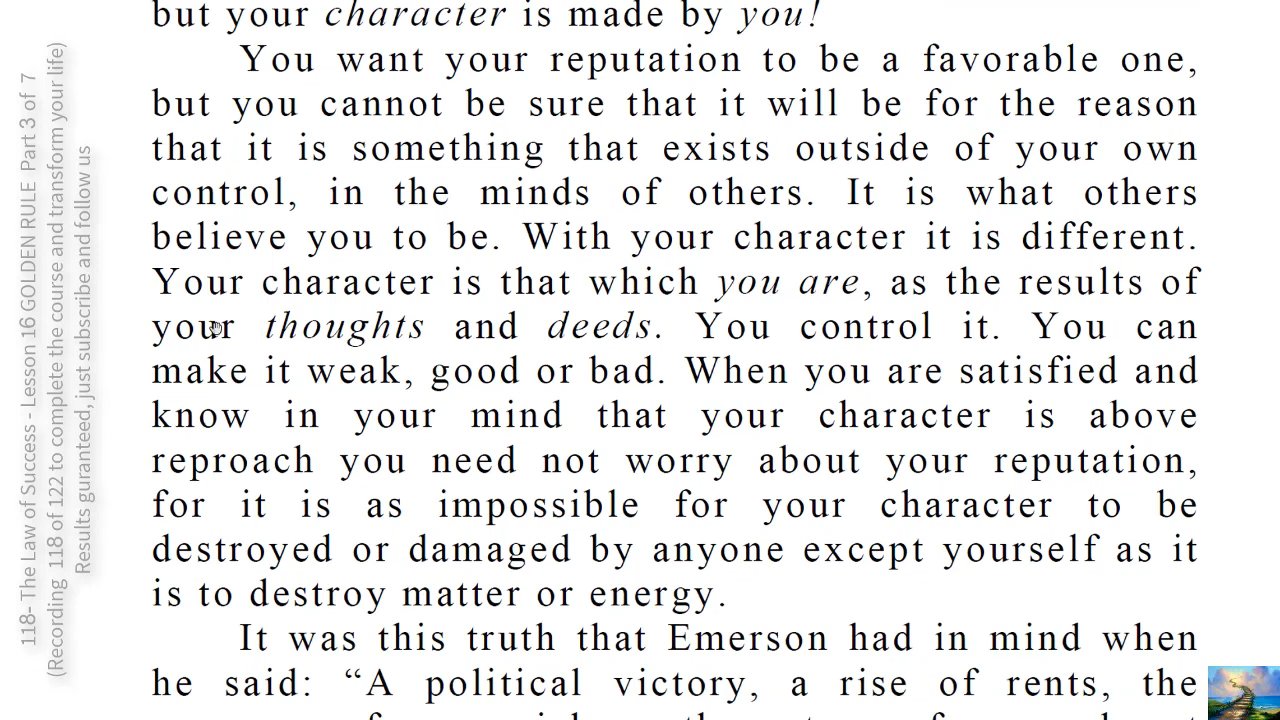 but your character is made by you!
You want your reputation to be a favorable one,
but you cannot be sure that it will be for the reason
that it is something that exists outside of your own
control, in the minds of others. It is what others
believe you to be. With your character it is different.
Your character is that which you are, as the results of
your thoughts and deeds. You control it. You can
make it weak, good or bad. When you are satisfied and
know in your mind that your character is above
reproach you need not worry about your reputation,
for it is as impossible for your character to be
destroyed or damaged by anyone except yourself as it
is to destroy matter or energy.
It was this truth that Emerson had in mind when
he said: “A political victory, a rise of rents, the
118- The Law of Success - Lesson 16 GOLDEN RULE Part 3 of 7
(Recording 118 of 122 to complete the course and transform your life)
Results guranteed, just subscribe and follow us